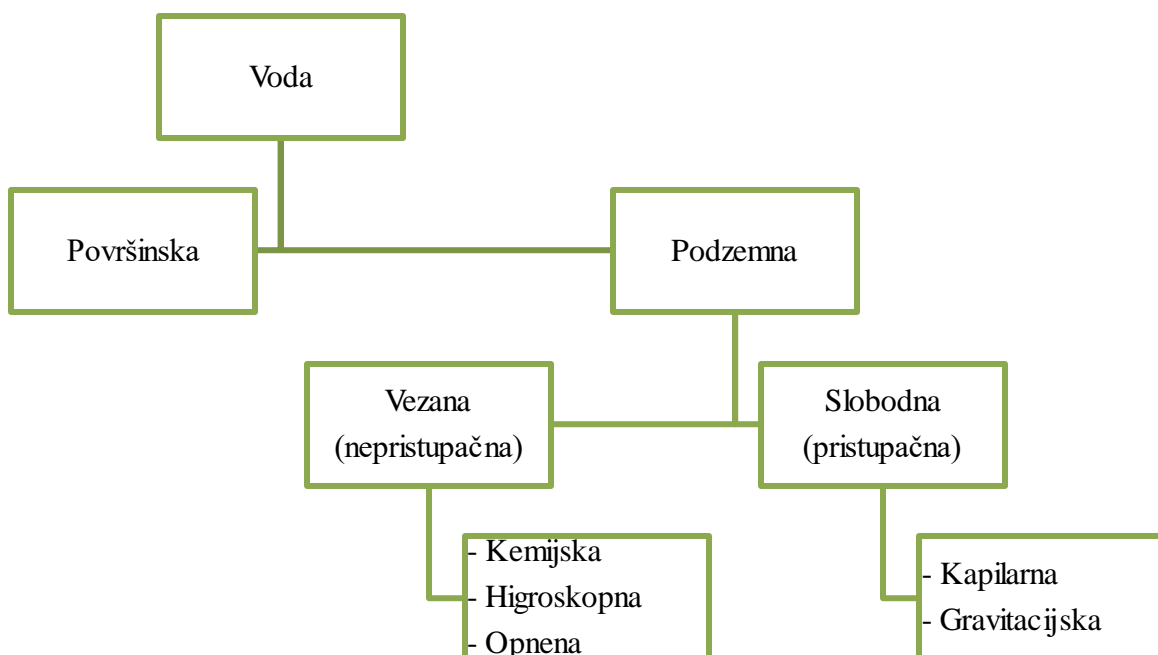 Voda
Površinska
Podzemna
Vezana
(nepristupačna)
Slobodna
(pristupačna)
- Kemijska
- Higroskopna
- Opnena
- Kapilarna
- Gravitacijska